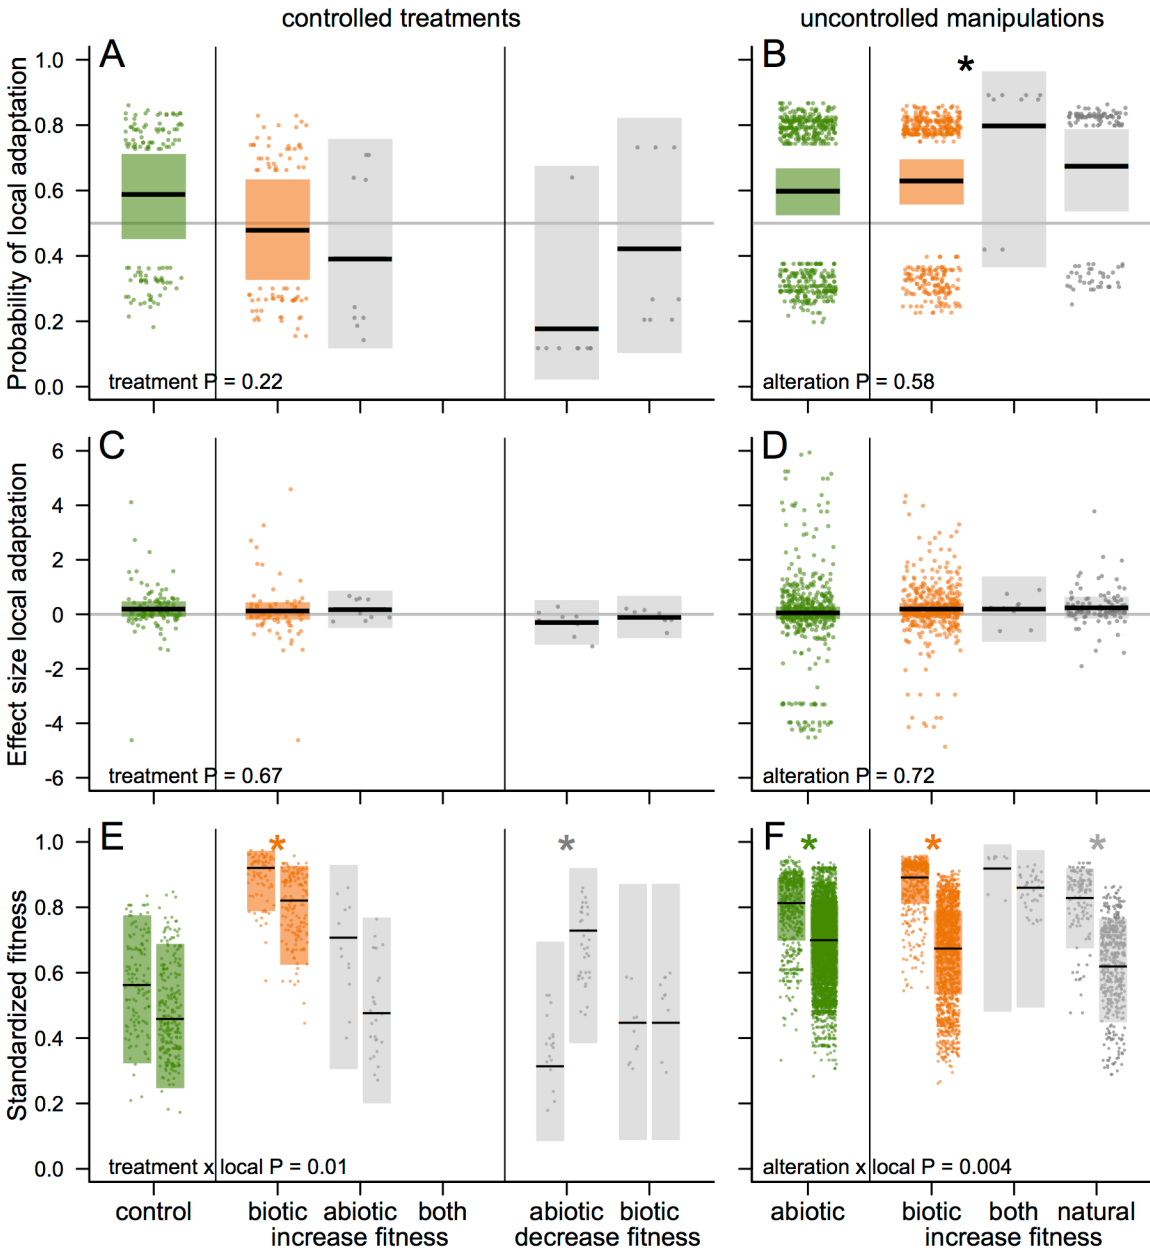 controlled treatments
uncontrolled manipulations
A
B
Probability of local adaptation
1.0
0.8
0.6
0.4
0.2
0.0
*
treatment P = 0.22
alteration P = 0.58
C
D
Effect size local adaptation
6
4
2
0
-2
-4
-6
treatment P = 0.67
alteration P = 0.72
E
F
Standardized fitness
1.0
0.8
0.6
0.4
0.2
0.0
* * * * *
treatment x local P = 0.01
alteration x local P = 0.004
control biotic abiotic both abiotic biotic abiotic biotic both natural
increase fitness decrease fitness increase fitness